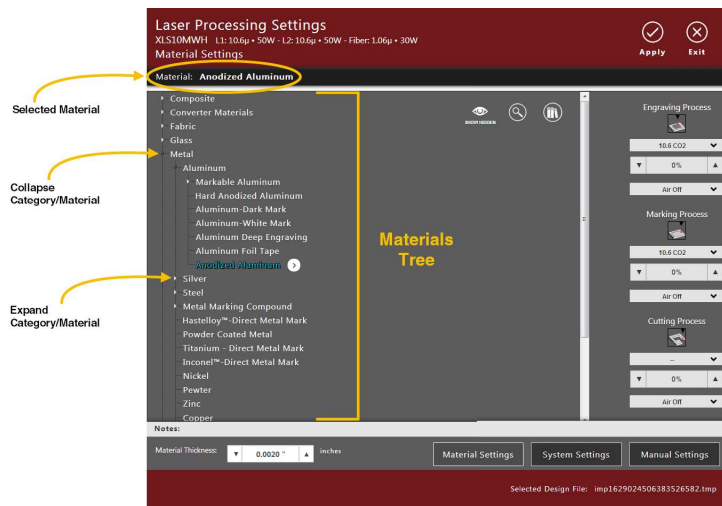 Laser Processing Settings
XLS10MWH L1: 10.6µ • 50W - L2: 10.6µ • 50W - Fiber: 1.06µ • 30W
Material Settings
Apply
Exit
Material: Anodized Aluminum
Selected Material
Collapse
Category/Material
Expand
Category/Material
Composite
Converter Materials
Fabric
Glass
Metal
Aluminum
Markable Aluminum
Hard Anodized Aluminum
Aluminum-Dark Mark
Aluminum-White Mark
Aluminum Deep Engraving
Aluminum Foil Tape
Anodized Aluminum
Silver
Steel
Metal Marking Compound
Hastelloy™-Direct Metal Mark
Powder Coated Metal
Titanium - Direct Metal Mark
Inconel™-Direct Metal Mark
Nickel
Pewter
Zinc
Copper
SHOW HIDDEN
Materials
Tree
Engraving Process
10.6 CO2
0%
Air Off
Marking Process
10.6 CO2
0%
Air Off
Cutting Process
--
0%
Air Off
Notes:
Material Thickness: 0.0020 " inches
Material Settings
System Settings
Manual Settings
Selected Design File: imp1629024506383526582.tmp